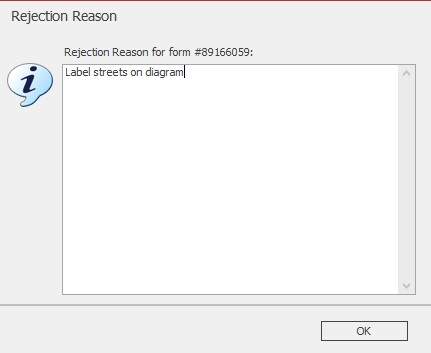 Rejection Reason
Rejection Reason for form #89166059:
Label streets on diagram
OK